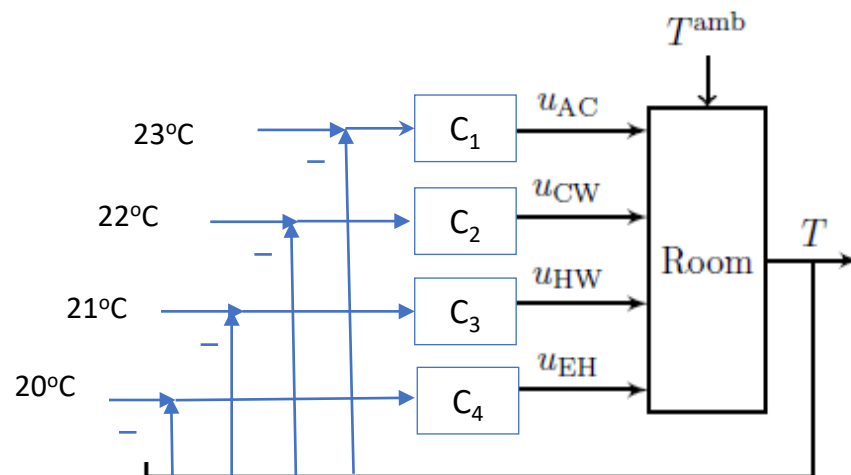 T^amb
23°C
–
C₁
u_AC
22°C
–
C₂
u_CW
21°C
–
C₃
u_HW
20°C
–
C₄
u_EH
Room
T